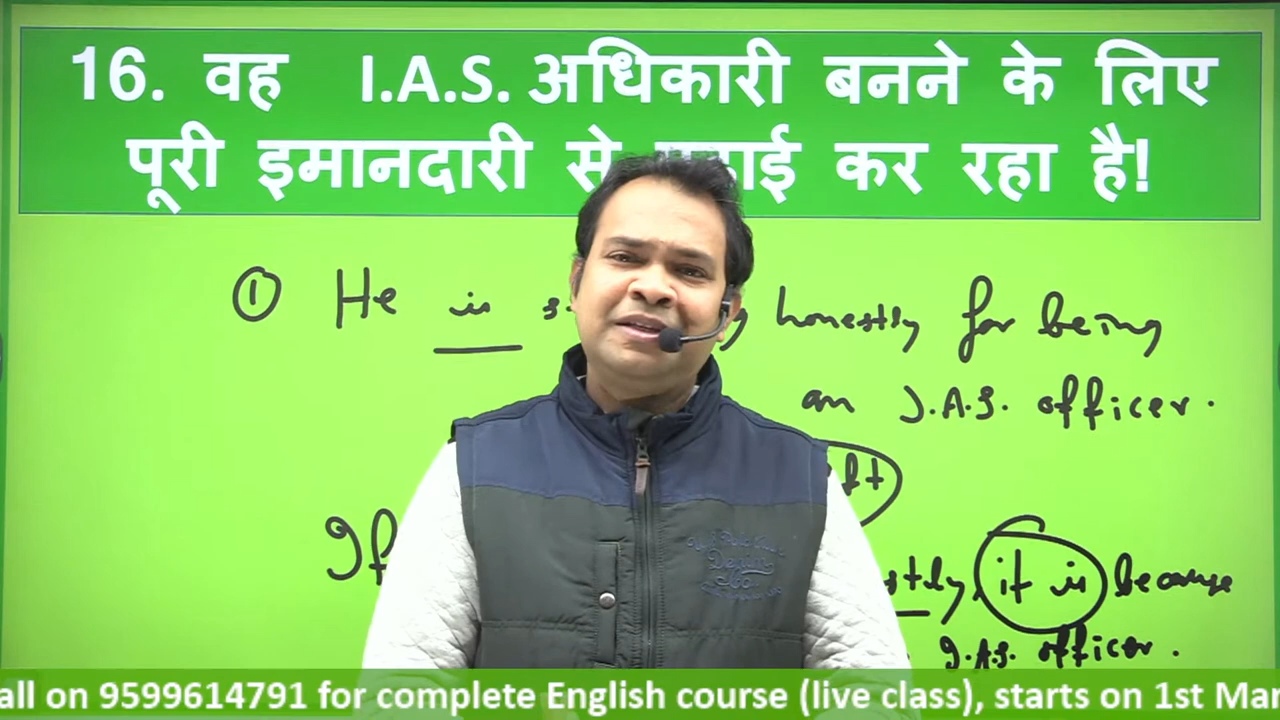 16. वह I.A.S. अधिकारी बनने के लिए
पूरी इमानदारी से कर रहा है!
① He is honestly for being
an I.A.S. officer.
If it is because
I.A.S. officer.
all on 9599614791 for complete English course (live class), starts on 1st Mar